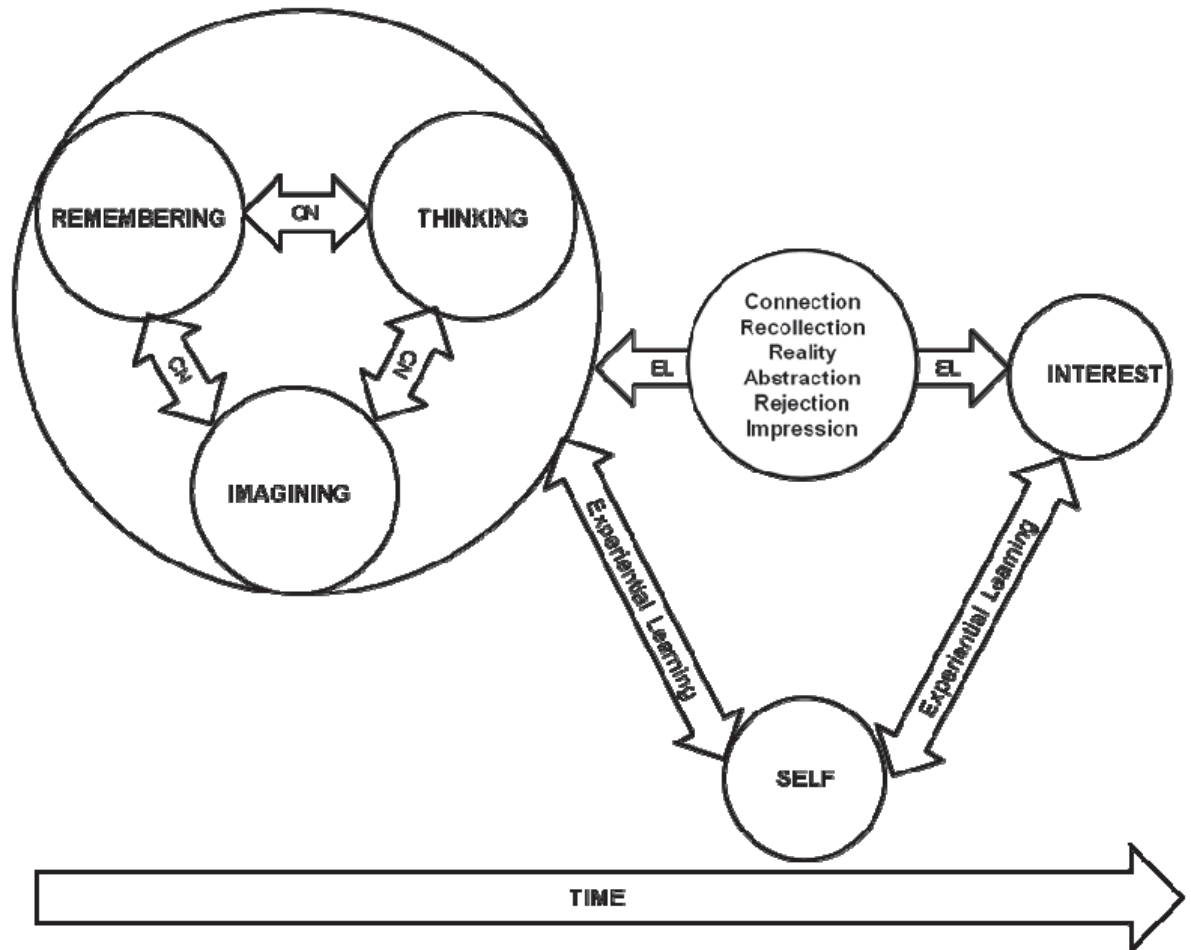 REMEMBERING
CN
THINKING
CN
CN
IMAGINING
EL
Connection
Recollection
Reality
Abstraction
Rejection
Impression
EL
INTEREST
Experiential Learning
Experiential Learning
SELF
TIME